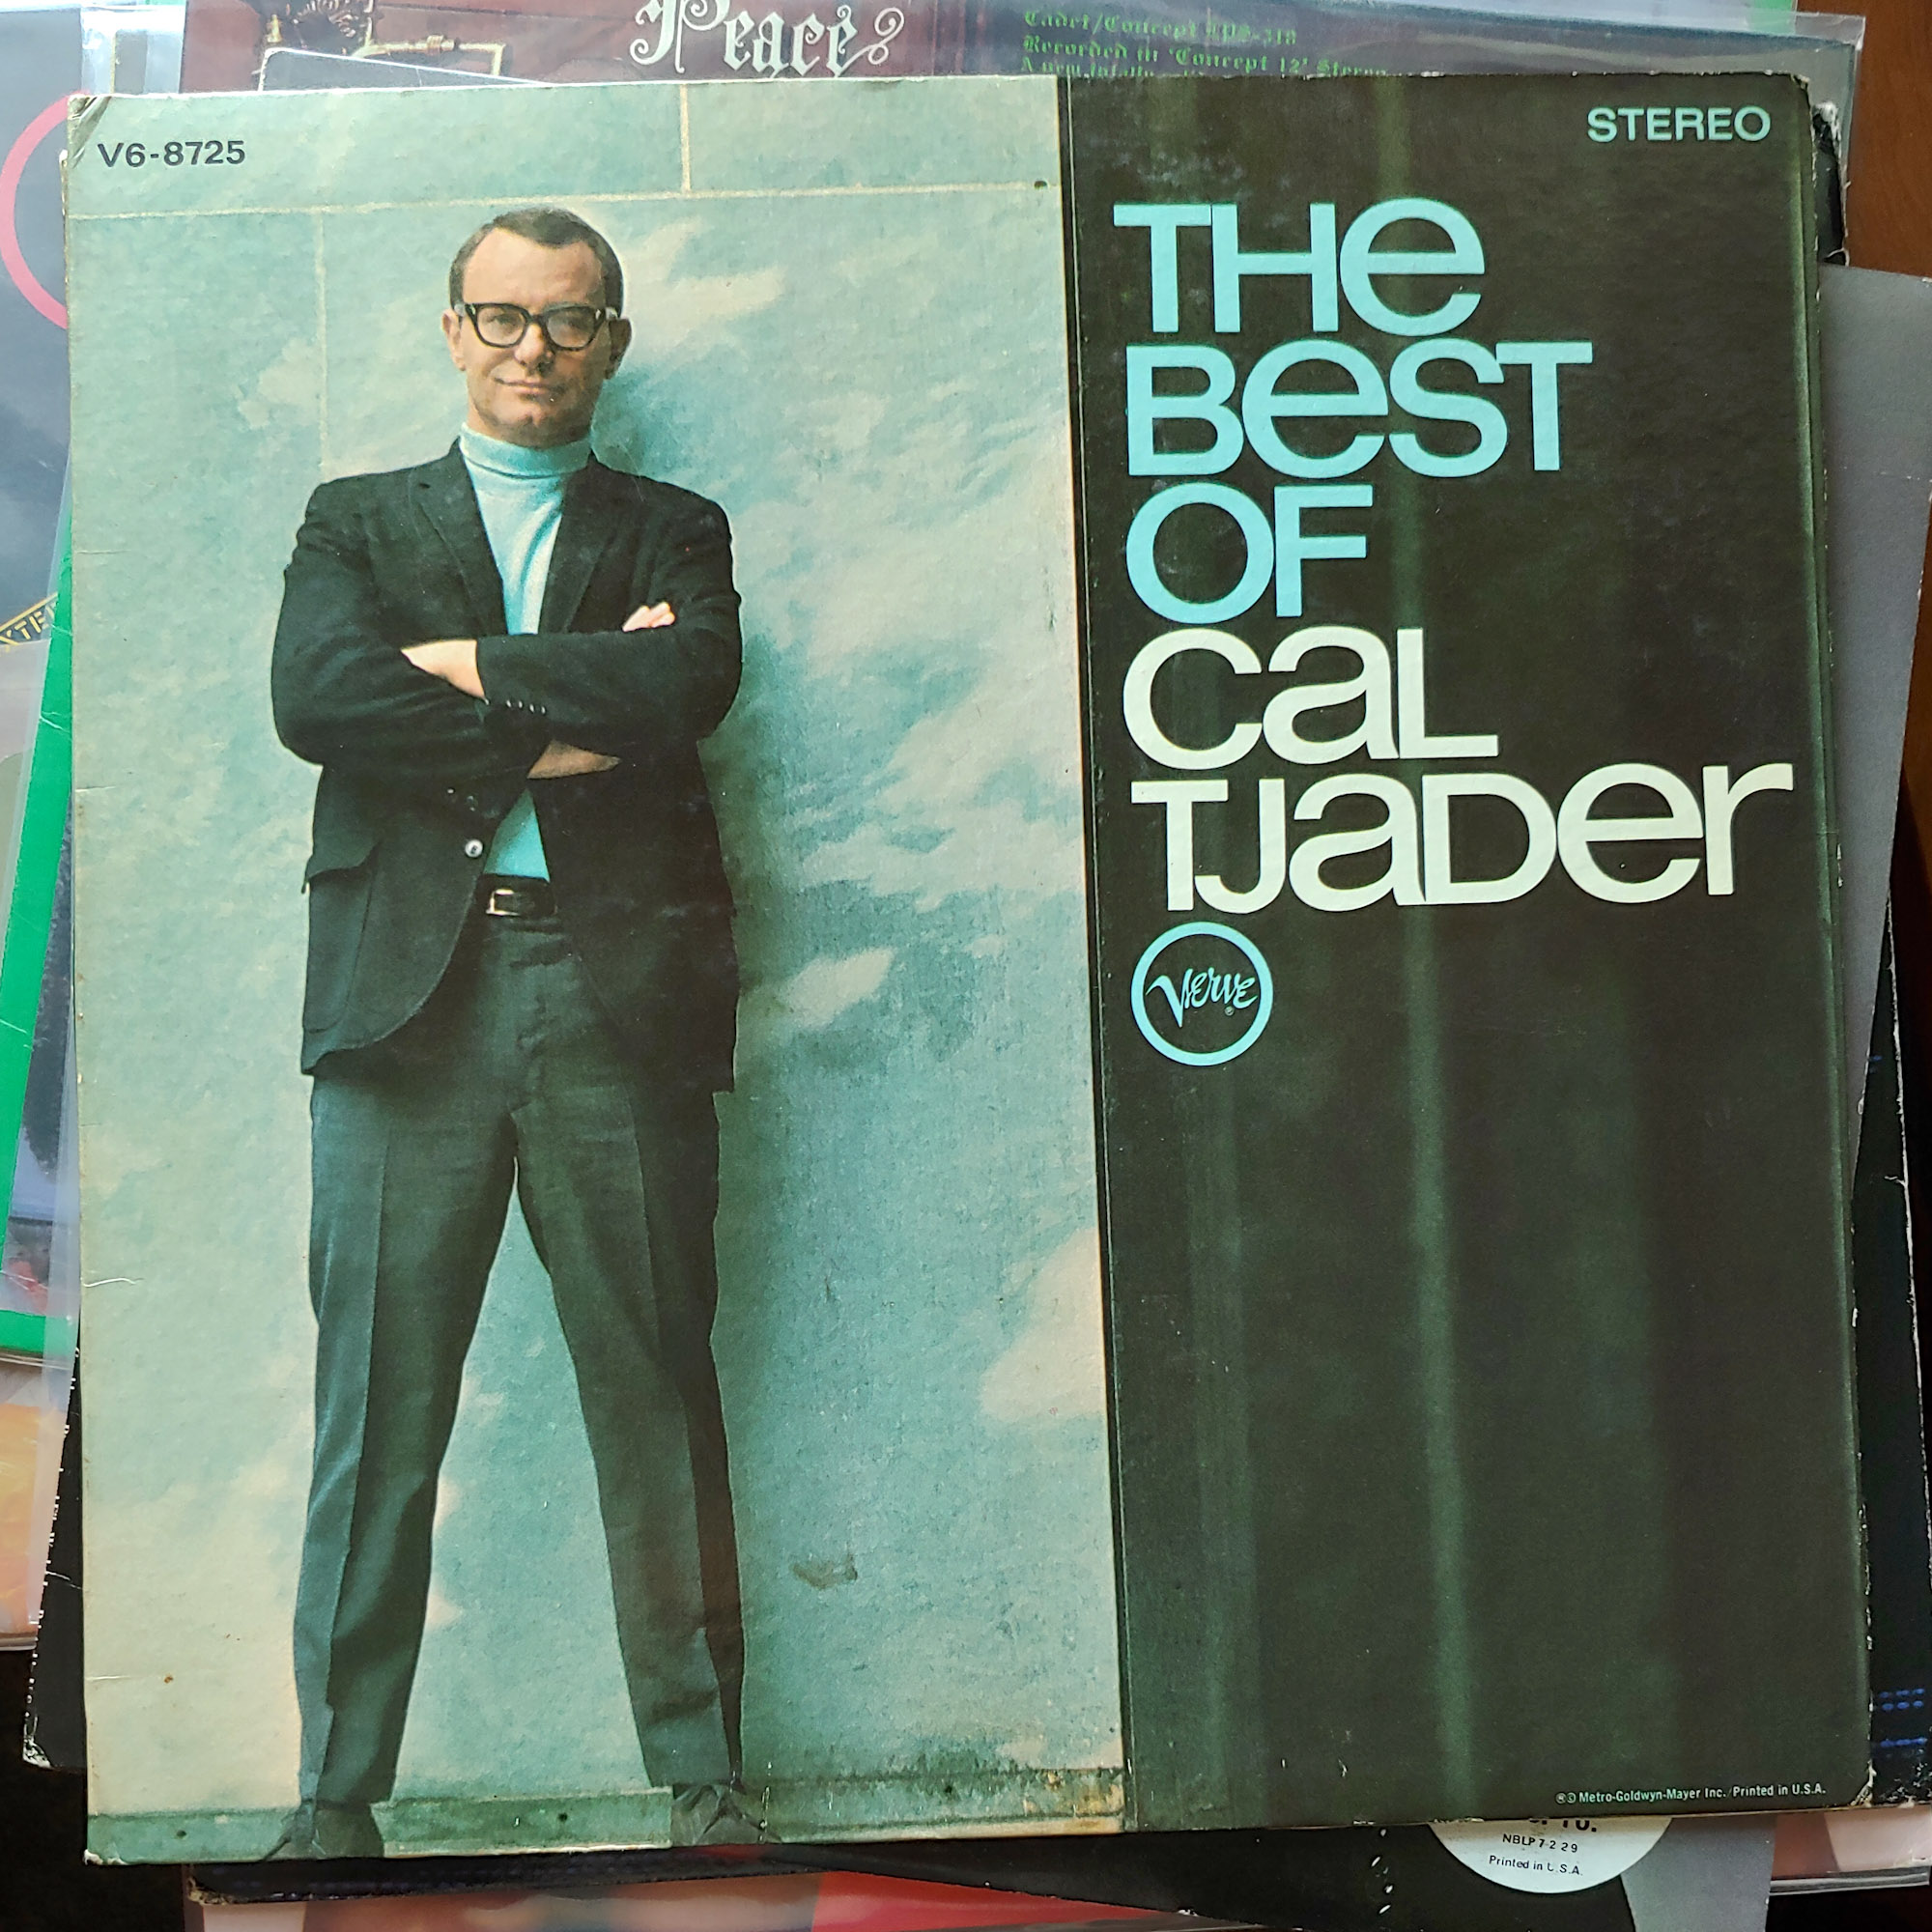 Peace
Cadet/Concept LPS-318
Recorded in 'Concept 12' Stereo
V6-8725
STEREO
THE
BEST
OF
CAL
TJADER
Verve
®
℗© Metro-Goldwyn-Mayer Inc./Printed in U.S.A.
NBLP 7229
Printed in U.S.A.